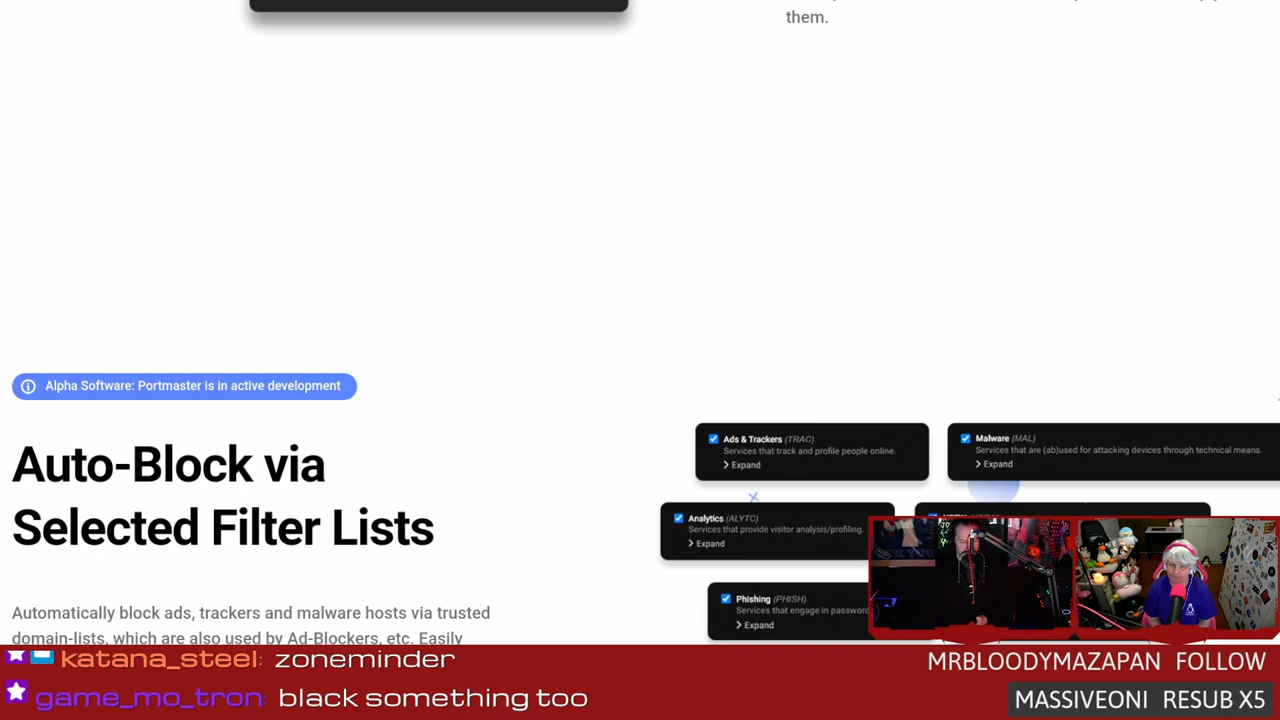 them.
Alpha Software: Portmaster is in active development
Auto-Block via
Selected Filter Lists
Automatically block ads, trackers and malware hosts via trusted
domain-lists, which are also used by Ad-Blockers, etc. Easily
Ads & Trackers (TRAC)
Services that track and profile people online.
Expand
Malware (MAL)
Services that are (ab)used for attacking devices through technical means.
Expand
Analytics (ALYTC)
Services that provide visitor analysis/profiling.
Expand
Phishing (PHISH)
Services that engage in password
Expand
katana_steel: zoneminder
game_mo_tron: black something too
MRBLOODYMAZAPAN FOLLOW
MASSIVEONI RESUB X5